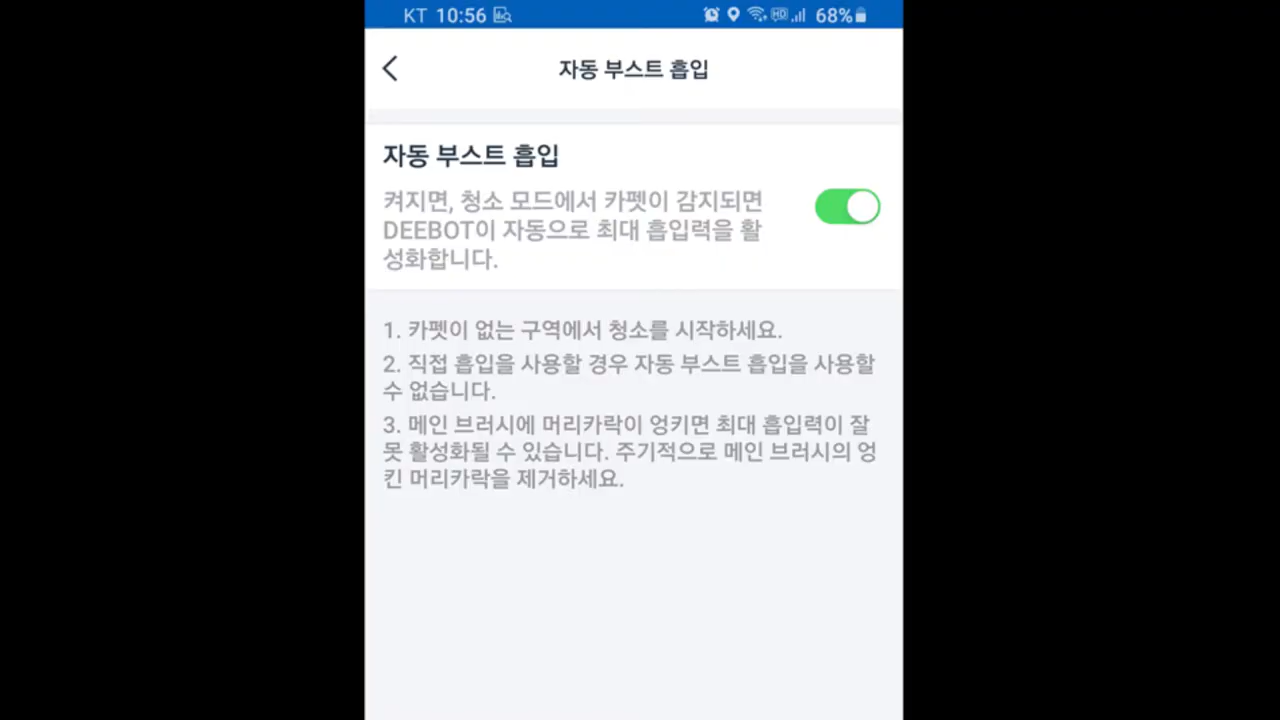 KT 10:56 68%
자동 부스트 흡입
자동 부스트 흡입
켜지면, 청소 모드에서 카펫이 감지되면
DEEBOT이 자동으로 최대 흡입력을 활
성화합니다.
1. 카펫이 없는 구역에서 청소를 시작하세요.
2. 직접 흡입을 사용할 경우 자동 부스트 흡입을 사용할
수 없습니다.
3. 메인 브러시에 머리카락이 엉키면 최대 흡입력이 잘
못 활성화될 수 있습니다. 주기적으로 메인 브러시의 엉
킨 머리카락을 제거하세요.